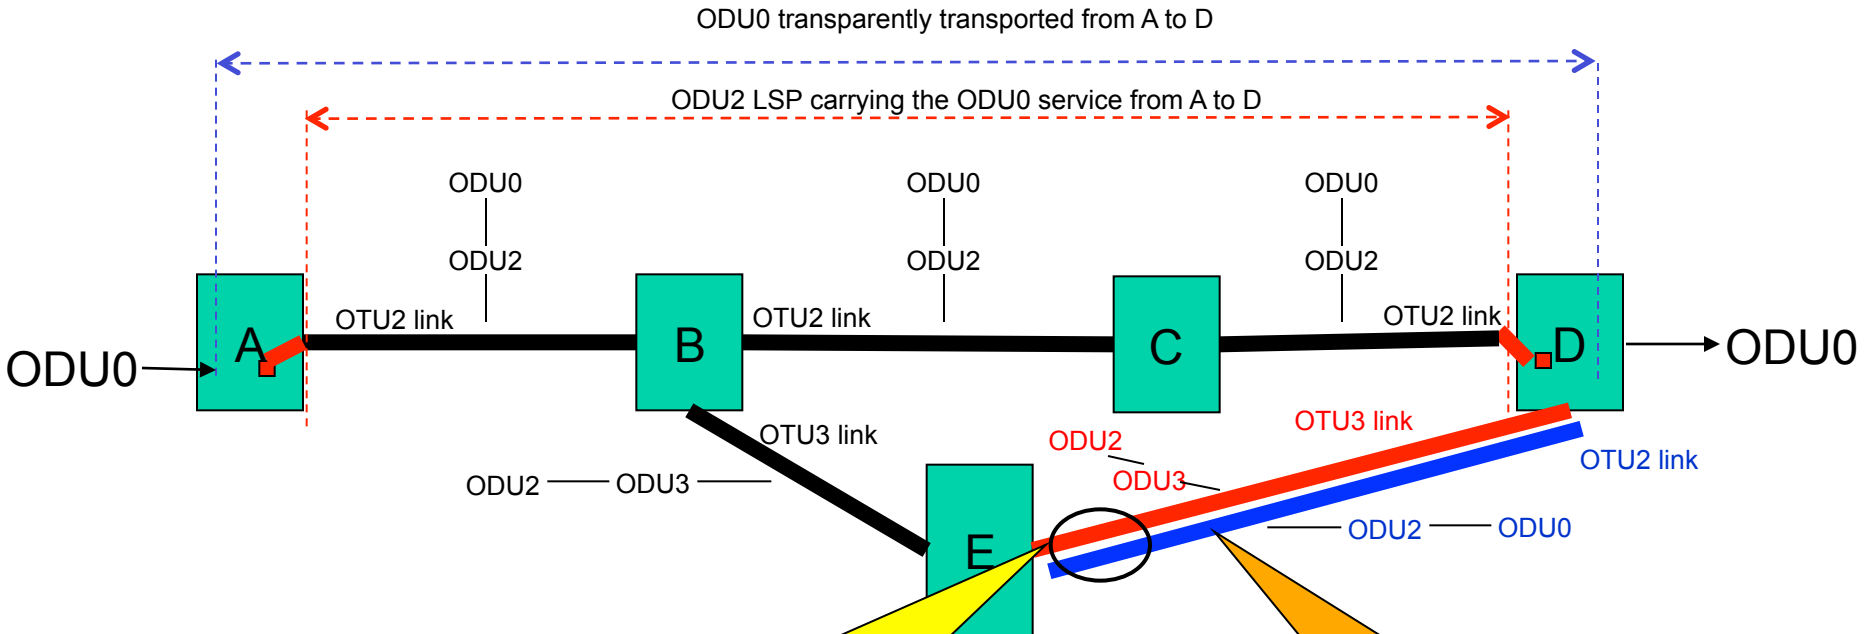 ODU0 transparently transported from A to D
ODU2 LSP carrying the ODU0 service from A to D
ODU0
ODU0
ODU0
ODU2
ODU2
ODU2
OTU2 link
OTU2 link
OTU2 link
ODU0
A
B
C
D
ODU0
OTU3 link
ODU2
OTU3 link
OTU2 link
ODU2
ODU3
ODU3
ODU2
ODU0
E